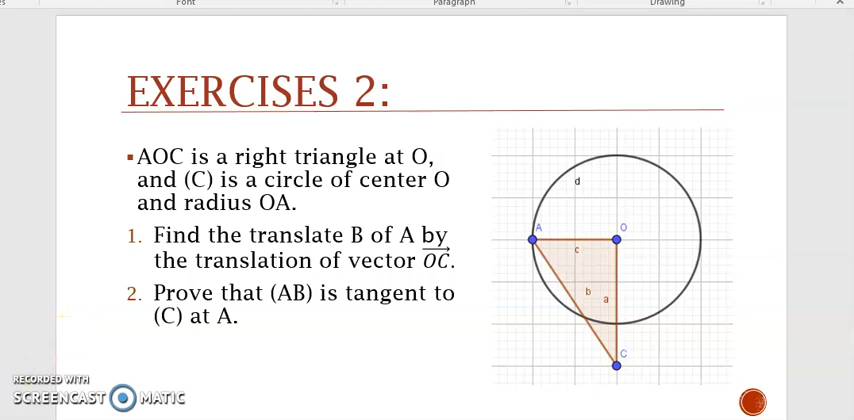 Font
Paragraph
Drawing
EXERCISES 2:
▪AOC is a right triangle at O,
and (C) is a circle of center O
and radius OA.
1. Find the translate B of A by
the translation of vector $\overrightarrow{OC}$.
2. Prove that (AB) is tangent to
(C) at A.
d
A
O
c
b
a
C
RECORDED WITH
SCREENCAST MATIC